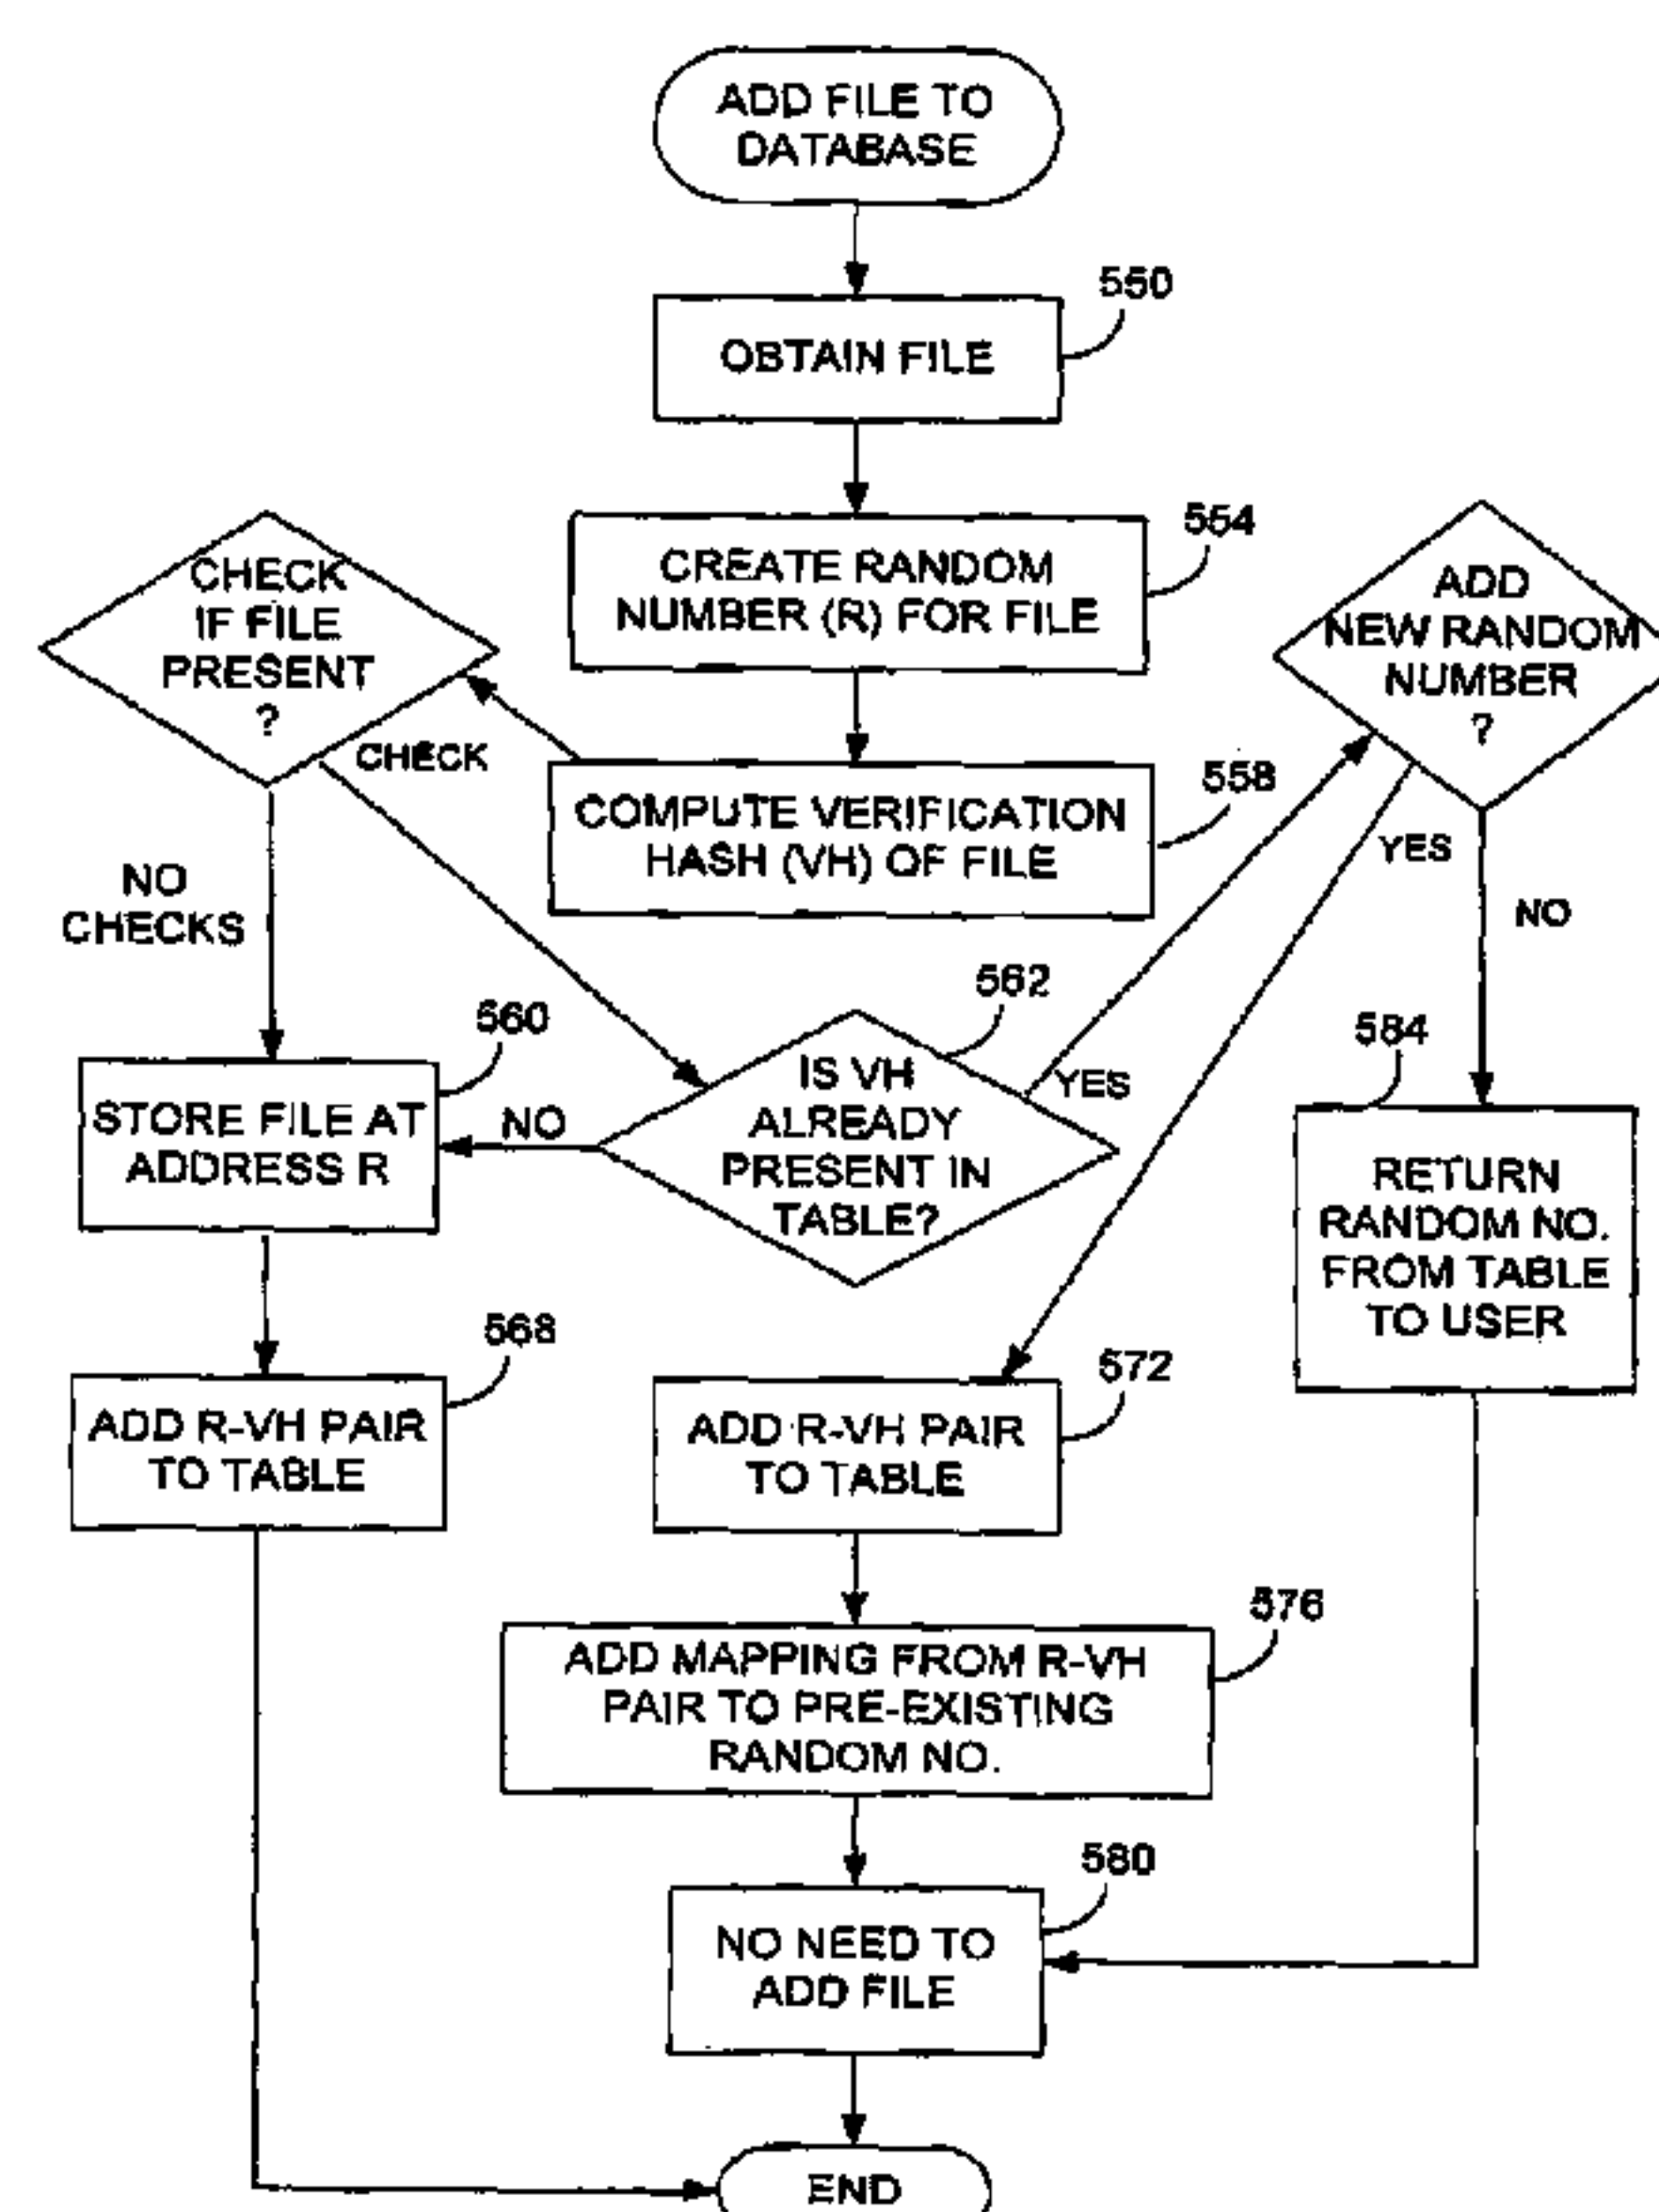 ADD FILE TO
DATABASE
550
OBTAIN FILE
554
CREATE RANDOM
NUMBER (R) FOR FILE
CHECK
IF FILE
PRESENT
?
ADD
NEW RANDOM
NUMBER
?
CHECK
558
COMPUTE VERIFICATION
HASH (VH) OF FILE
YES
NO
CHECKS
NO
562
560
584
IS VH
ALREADY
PRESENT IN
TABLE?
YES
NO
STORE FILE AT
ADDRESS R
RETURN
RANDOM NO.
FROM TABLE
TO USER
568
572
ADD R-VH PAIR
TO TABLE
ADD R-VH PAIR
TO TABLE
576
ADD MAPPING FROM R-VH
PAIR TO PRE-EXISTING
RANDOM NO.
580
NO NEED TO
ADD FILE
END